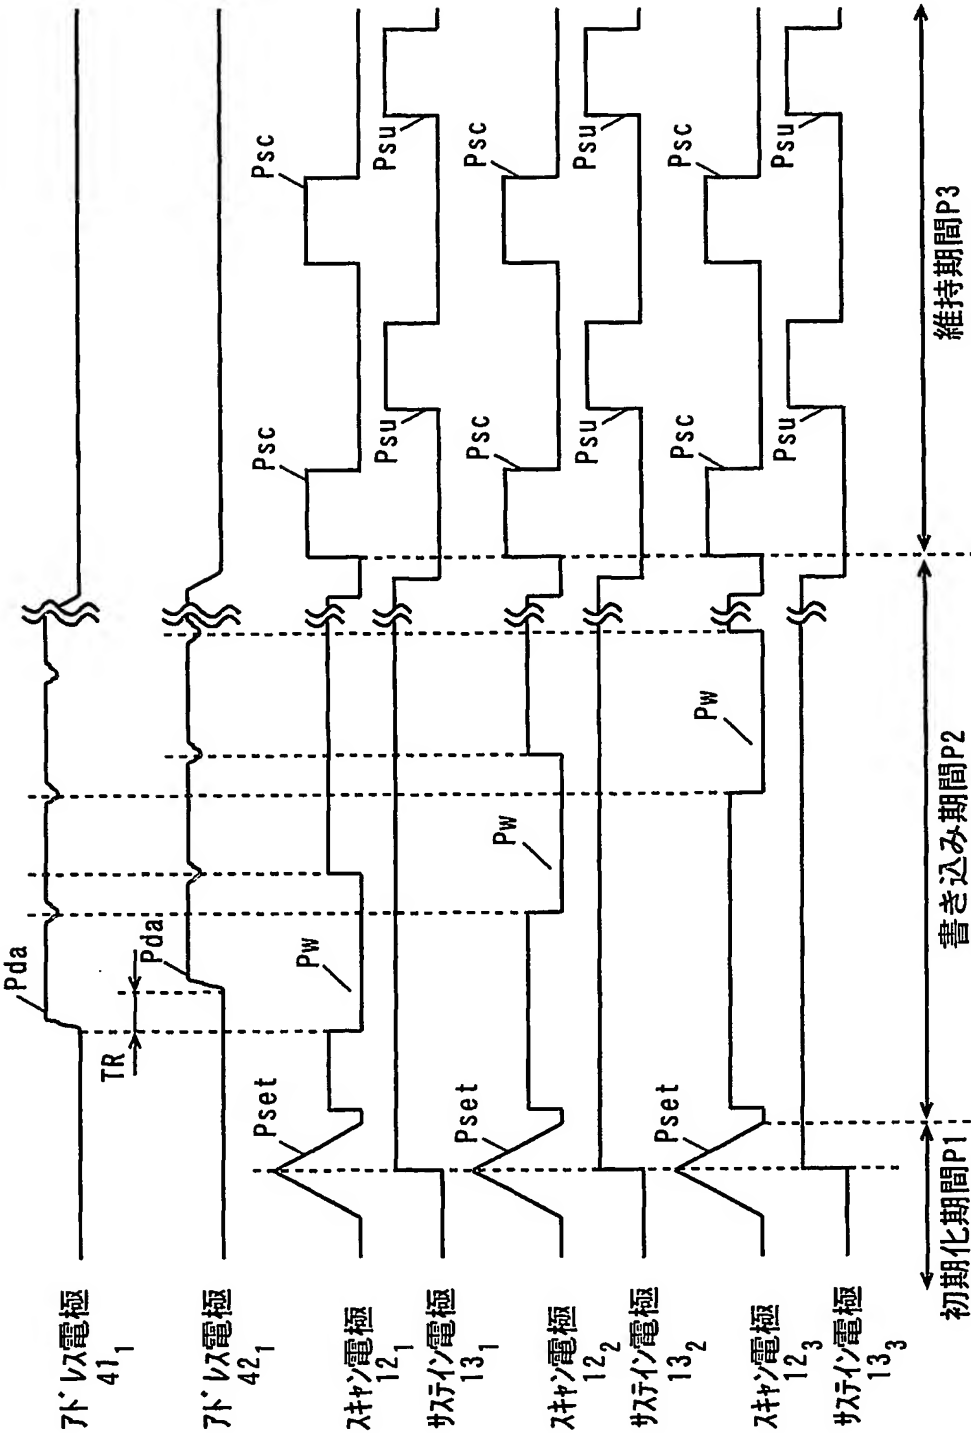 アドレス電極
41₁
Pda
アドレス電極
42₁
TR
Pda
スキャン電極
12₁
Pset
Pw
Psc
Psc
サステイン電極
13₁
Psu
Psu
スキャン電極
12₂
Pset
Pw
Psc
Psc
サステイン電極
13₂
Psu
Psu
スキャン電極
12₃
Pset
Pw
Psc
Psc
サステイン電極
13₃
Psu
Psu
初期化期間P1
書き込み期間P2
維持期間P3